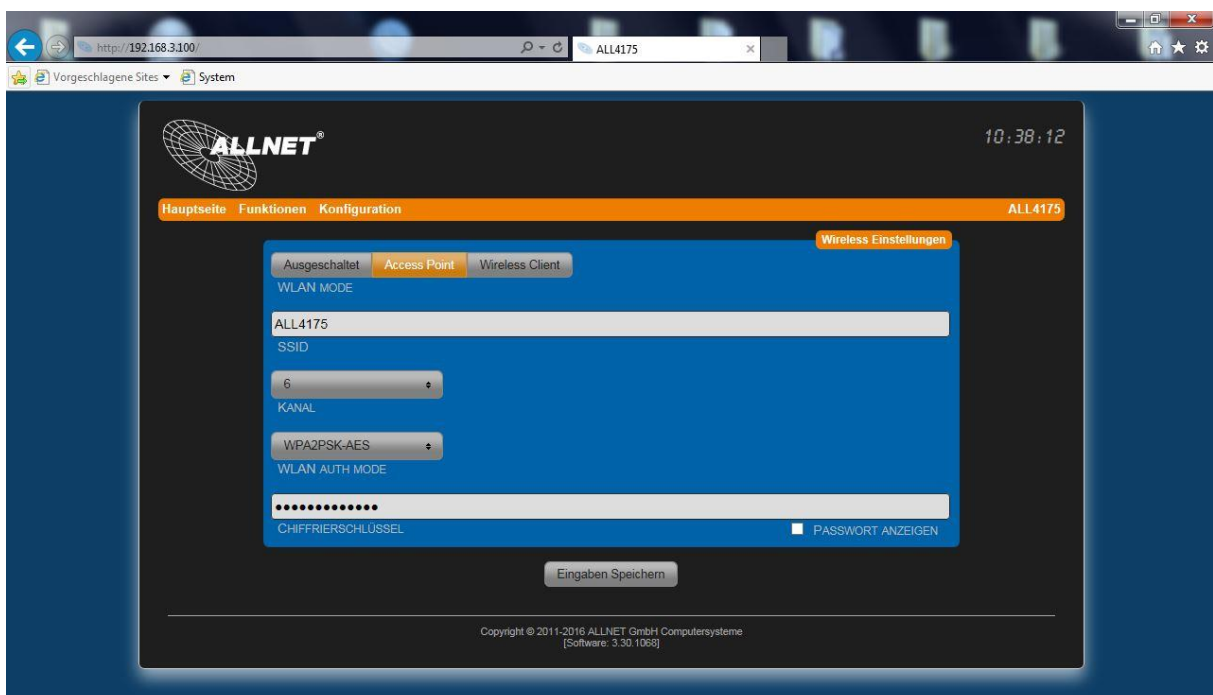 http://192.168.3.100/
ALL4175
Vorgeschlagene Sites
System
ALLNET®
10:38:12
Hauptseite Funktionen Konfiguration ALL4175
Wireless Einstellungen
Ausgeschaltet Access Point Wireless Client
WLAN MODE
ALL4175
SSID
6
KANAL
WPA2PSK-AES
WLAN AUTH MODE
•••••••••••••
CHIFFRIERSCHLÜSSEL
PASSWORT ANZEIGEN
Eingaben Speichern
Copyright © 2011-2016 ALLNET GmbH Computersysteme
[Software: 3.30.1068]